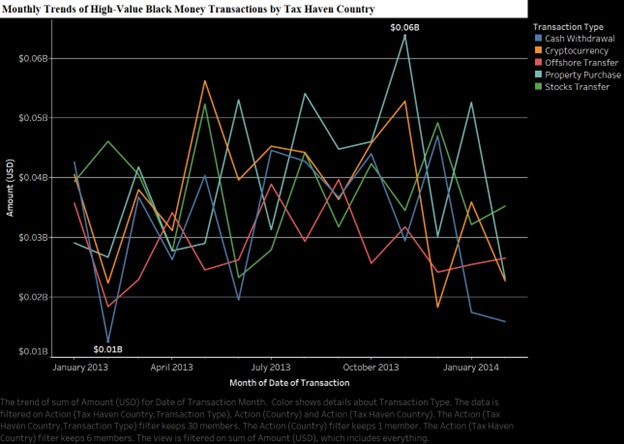 Monthly Trends of High-Value Black Money Transactions by Tax Haven Country
Transaction Type
Cash Withdrawal
Cryptocurrency
Offshore Transfer
Property Purchase
Stocks Transfer
$0.06B
$0.06B
$0.05B
$0.04B
$0.03B
$0.02B
$0.01B
$0.01B
Amount (USD)
January 2013
April 2013
July 2013
October 2013
January 2014
Month of Date of Transaction
The trend of sum of Amount (USD) for Date of Transaction Month. Color shows details about Transaction Type. The data is
filtered on Action (Tax Haven Country,Transaction Type), Action (Country) and Action (Tax Haven Country). The Action (Tax
Haven Country,Transaction Type) filter keeps 30 members. The Action (Country) filter keeps 1 member. The Action (Tax Haven
Country) filter keeps 6 members. The view is filtered on sum of Amount (USD), which includes everything.